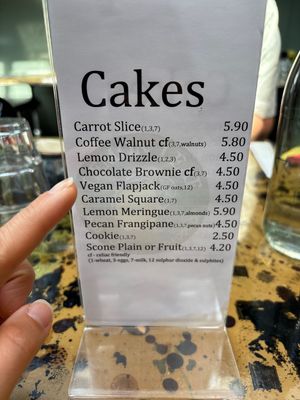 Cakes
Carrot Slice(1,3,7) 5.90
Coffee Walnut cf(3,7,walnuts) 5.80
Lemon Drizzle(1,2,3) 4.50
Chocolate Brownie cf(3,7) 4.50
Vegan Flapjack(GF oats,12) 4.50
Caramel Square(1,7) 4.50
Lemon Meringue(1,3,7,almonds) 5.90
Pecan Frangipane(1,3,7,pecan nuts) 4.50
Cookie(1,3,7) 2.50
Scone Plain or Fruit(1,3,7,12) 4.20
cf - celiac friendly
(1-wheat, 3-eggs, 7-milk, 12 sulphur dioxide & sulphites)